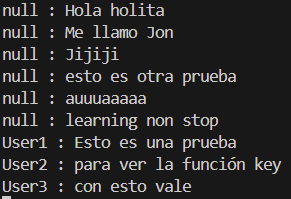 null : Hola holita
null : Me llamo Jon
null : Jijiji
null : esto es otra prueba
null : auuuaaaaa
null : learning non stop
User1 : Esto es una prueba
User2 : para ver la función key
User3 : con esto vale